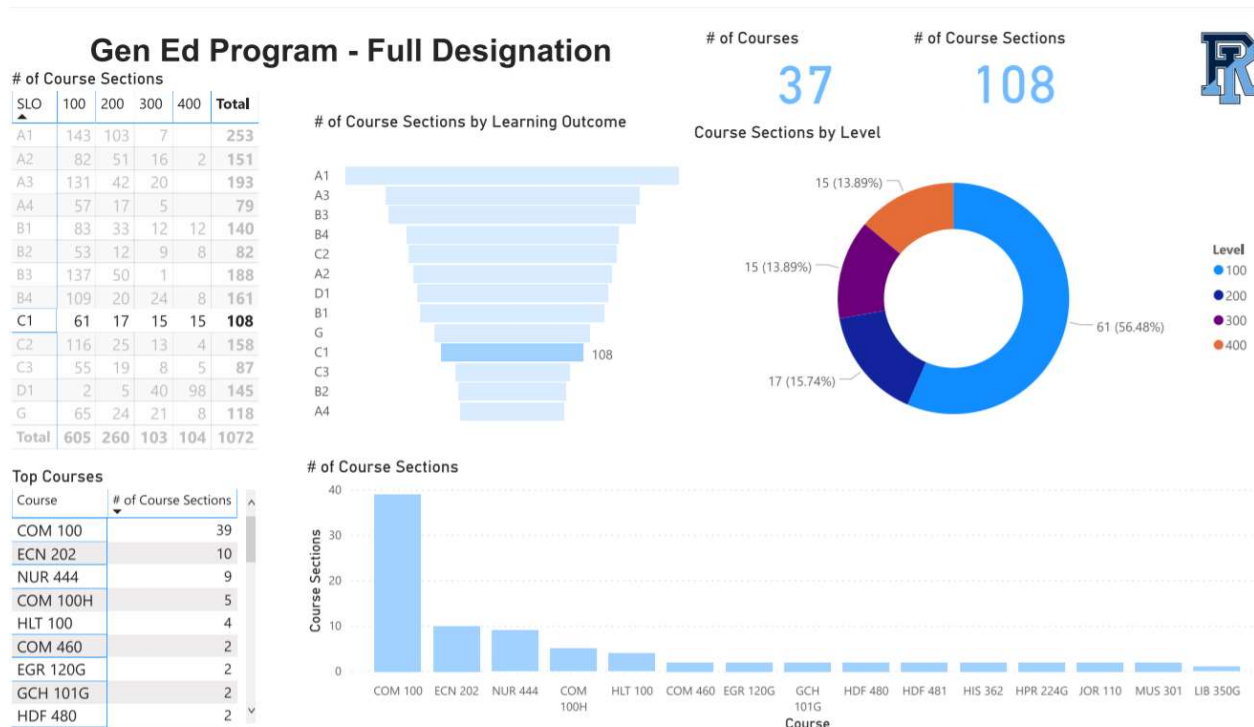 Gen Ed Program - Full Designation
# of Courses
37
# of Course Sections
108
# of Course Sections
SLO 100 200 300 400 Total
A1 143 103 7 253
A2 82 51 16 2 151
A3 131 42 20 193
A4 57 17 5 79
B1 83 33 12 12 140
B2 53 12 9 8 82
B3 137 50 1 188
B4 109 20 24 8 161
C1 61 17 15 15 108
C2 116 25 13 4 158
C3 55 19 8 5 87
D1 2 5 40 98 145
G 65 24 21 8 118
Total 605 260 103 104 1072
# of Course Sections by Learning Outcome
A1
A3
B3
B4
C2
A2
D1
B1
G
C1 108
C3
B2
A4
Course Sections by Level
15 (13.89%)
15 (13.89%)
17 (15.74%)
61 (56.48%)
Level
100
200
300
400
Top Courses
Course # of Course Sections
COM 100 39
ECN 202 10
NUR 444 9
COM 100H 5
HLT 100 4
COM 460 2
EGR 120G 2
GCH 101G 2
HDF 480 2
# of Course Sections
Course Sections
40
30
20
10
0
COM 100 ECN 202 NUR 444 COM 100H HLT 100 COM 460 EGR 120G GCH 101G HDF 480 HDF 481 HIS 362 HPR 224G JOR 110 MUS 301 LIB 350G
Course